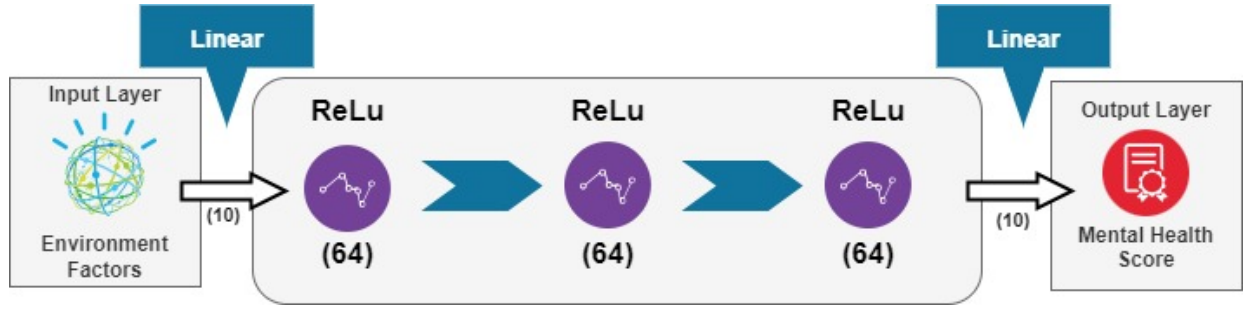 Linear
Linear
Input Layer
Environment
Factors
(10)
ReLu
(64)
ReLu
(64)
ReLu
(64)
(10)
Output Layer
Mental Health
Score